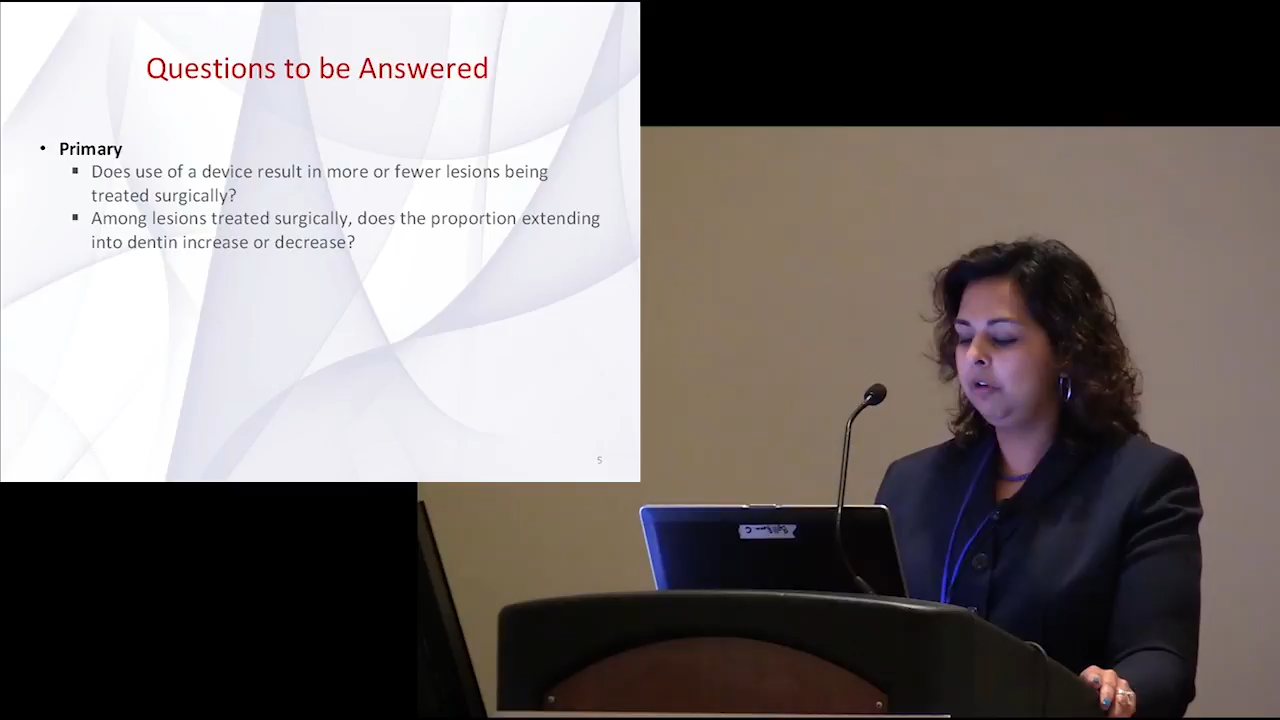 Questions to be Answered
• Primary
▪ Does use of a device result in more or fewer lesions being
treated surgically?
▪ Among lesions treated surgically, does the proportion extending
into dentin increase or decrease?
5